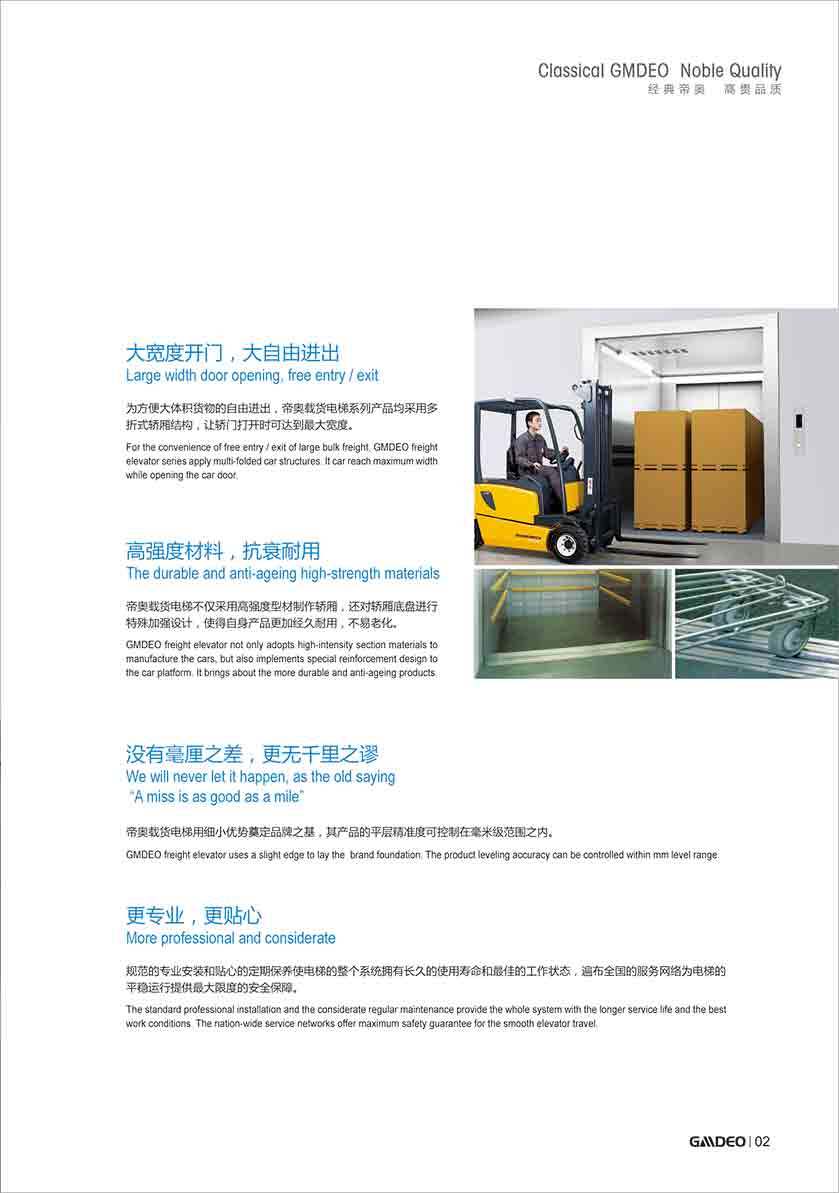 Classical GMDEO Noble Quality
经典帝奥 高贵品质
大宽度开门，大自由进出
Large width door opening, free entry / exit
为方便大体积货物的自由进出，帝奥载货电梯系列产品均采用多
折式轿厢结构，让轿门打开时可达到最大宽度。
For the convenience of free entry / exit of large bulk freight, GMDEO freight
elevator series apply multi-folded car structures. It car reach maximum width
while opening the car door.
高强度材料，抗衰耐用
The durable and anti-ageing high-strength materials
帝奥载货电梯不仅采用高强度型材制作轿厢，还对轿厢底盘进行
特殊加强设计，使得自身产品更加经久耐用，不易老化。
GMDEO freight elevator not only adopts high-intensity section materials to
manufacture the cars, but also implements special reinforcement design to
the car platform. It brings about the more durable and anti-ageing products.
没有毫厘之差，更无千里之谬
We will never let it happen, as the old saying
“A miss is as good as a mile”
帝奥载货电梯用细小优势奠定品牌之基，其产品的平层精准度可控制在毫米级范围之内。
GMDEO freight elevator uses a slight edge to lay the brand foundation. The product leveling accuracy can be controlled within mm level range
更专业，更贴心
More professional and considerate
规范的专业安装和贴心的定期保养使电梯的整个系统拥有长久的使用寿命和最佳的工作状态，遍布全国的服务网络为电梯的
平稳运行提供最大限度的安全保障。
The standard professional installation and the considerate regular maintenance provide the whole system with the longer service life and the best
work conditions. The nation-wide service networks offer maximum safety guarantee for the smooth elevator travel.
GMDEO | 02